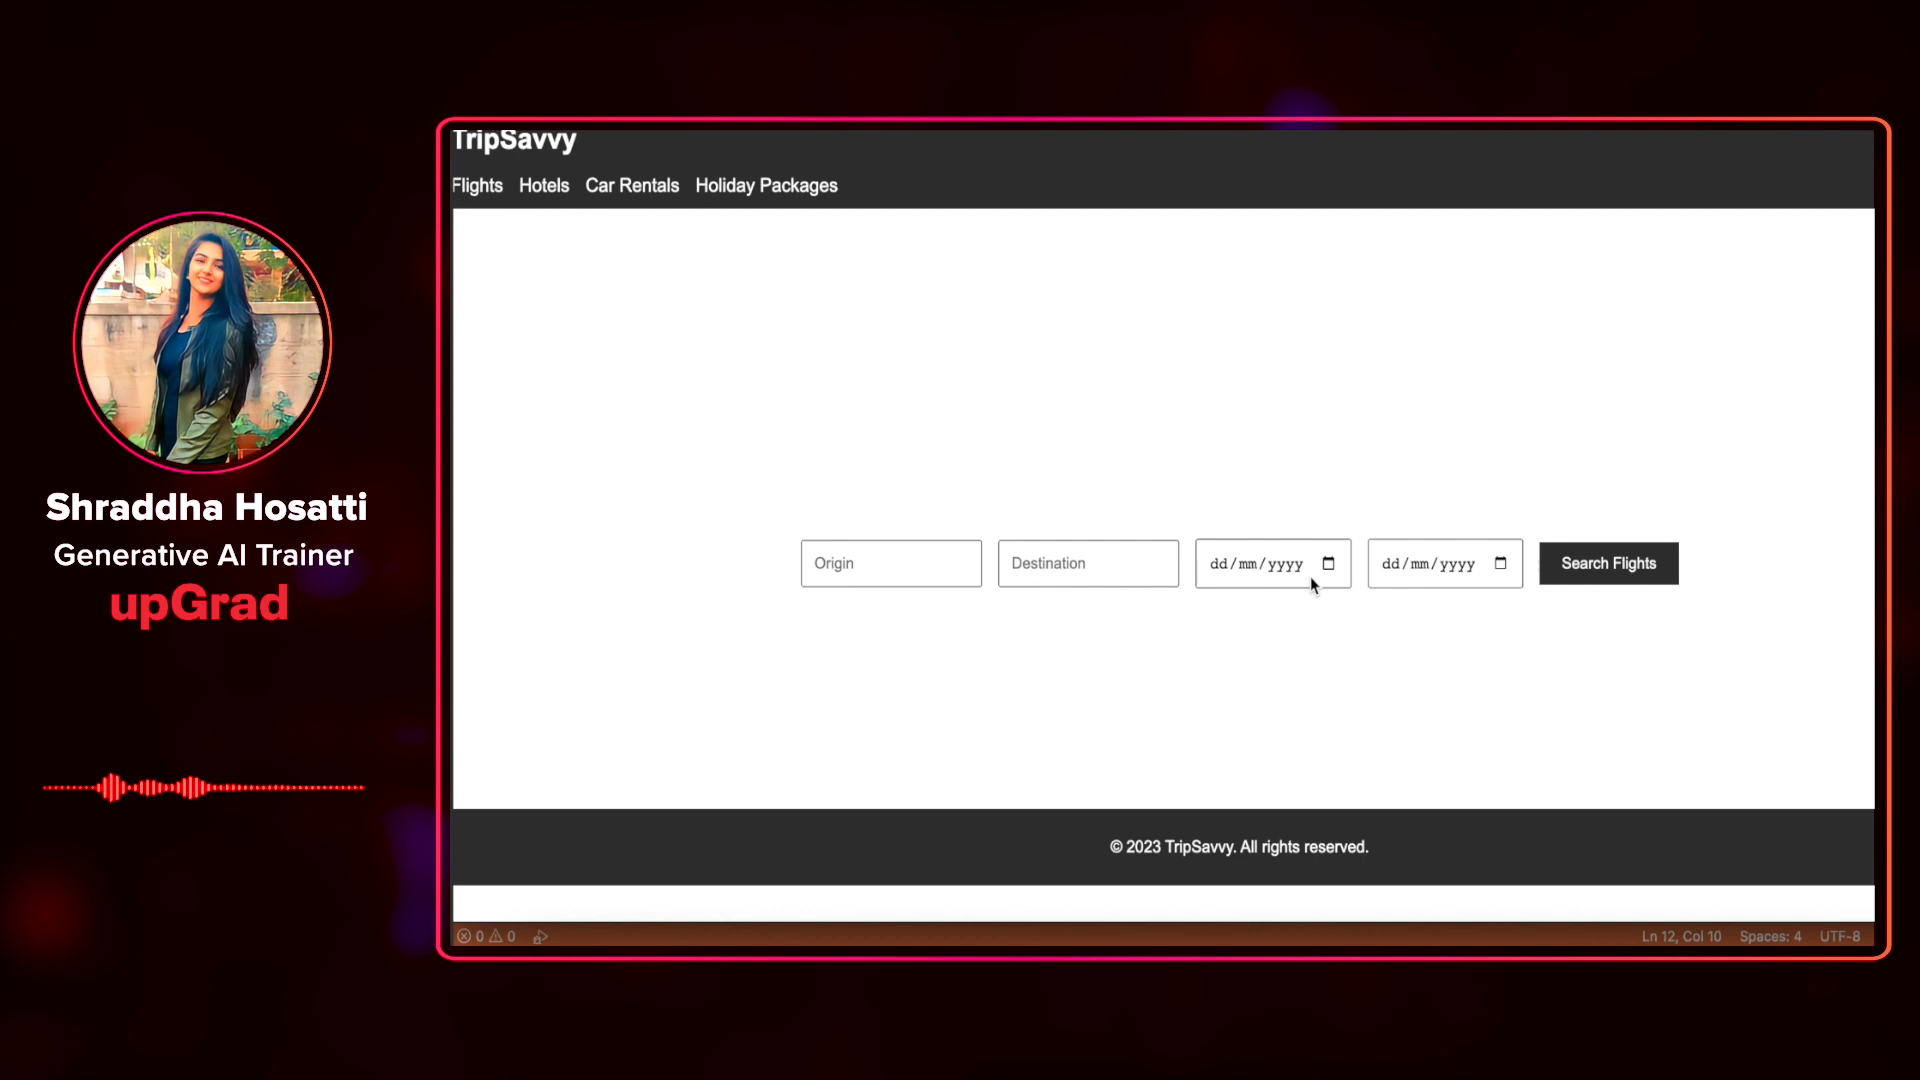 Shraddha Hosatti
Generative AI Trainer
upGrad
TripSavvy
Flights Hotels Car Rentals Holiday Packages
Origin Destination dd/mm/yyyy dd/mm/yyyy Search Flights
© 2023 TripSavvy. All rights reserved.
0 0 Ln 12, Col 10 Spaces: 4 UTF-8